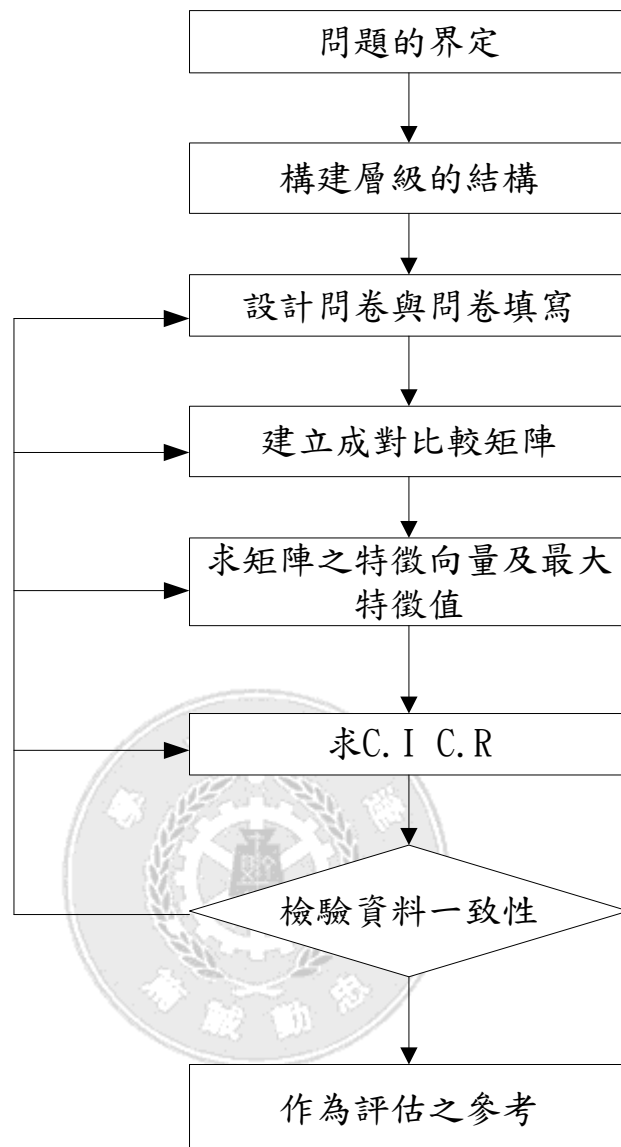 問題的界定
構建層級的結構
設計問卷與問卷填寫
建立成對比較矩陣
求矩陣之特徵向量及最大
特徵值
求C.I C.R
檢驗資料一致性
作為評估之參考